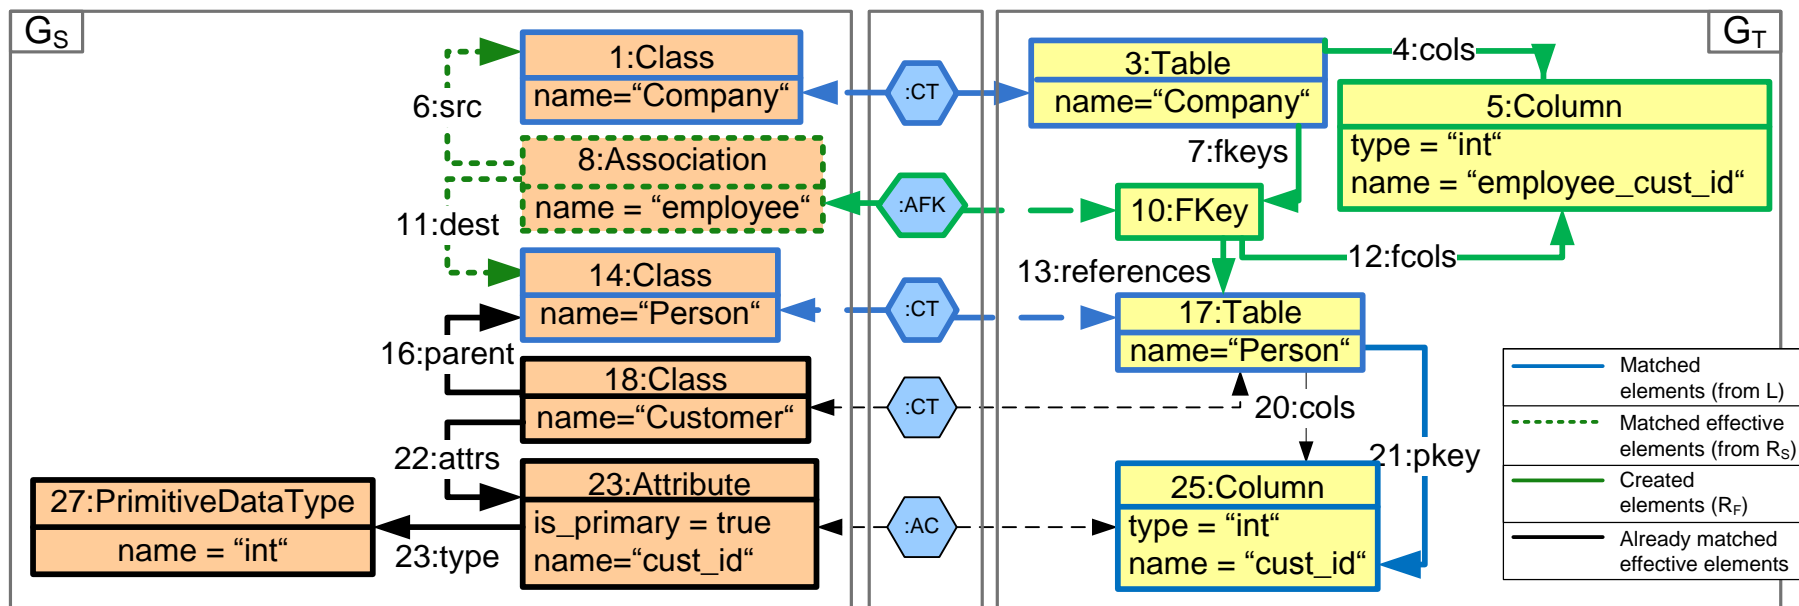 G_S
1:Class
name=“Company“
6:src
8:Association
name = “employee“
11:dest
14:Class
name=“Person“
16:parent
18:Class
name=“Customer“
22:attrs
23:Attribute
is_primary = true
name=“cust_id“
27:PrimitiveDataType
name = “int“
23:type
:CT
:AFK
:CT
:CT
:AC
G_T
3:Table
name=“Company“
4:cols
5:Column
type = “int“
name = “employee_cust_id“
7:fkeys
10:FKey
12:fcols
13:references
17:Table
name=“Person“
20:cols
21:pkey
25:Column
type = “int“
name = “cust_id“
Matched
elements (from L)
Matched effective
elements (from R_S)
Created
elements (R_F)
Already matched
effective elements